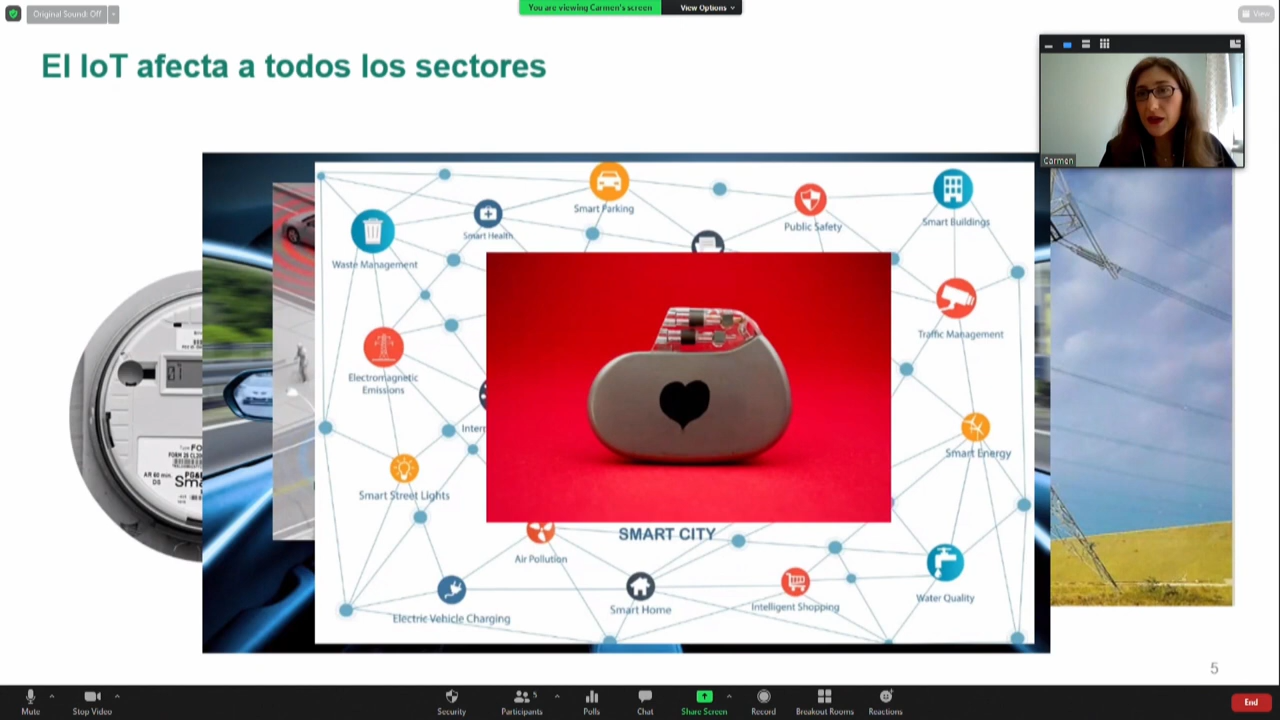 Original Sound: Off
You are viewing Carmen's screen
View Options
View
El IoT afecta a todos los sectores
Carmen
Smart Parking
Public Safety
Smart Buildings
Smart Health
Waste Management
Traffic Management
Electromagnetic
Emissions
Intern
Smart Energy
Smart Street Lights
SMART CITY
Air Pollution
Smart Home
Intelligent Shopping
Water Quality
Electric Vehicle Charging
FORM
5
Mute
Stop Video
Security
Participants
5
Polls
Chat
Share Screen
Record
Breakout Rooms
Reactions
End